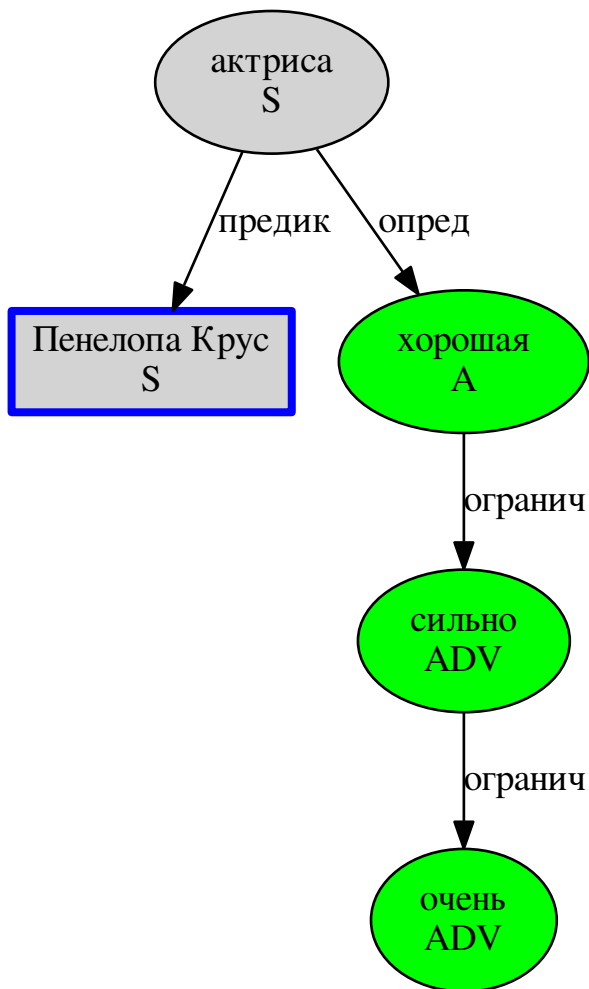 актриса
S
предик
опред
Пенелопа Крус
S
хорошая
A
огранич
сильно
ADV
огранич
очень
ADV